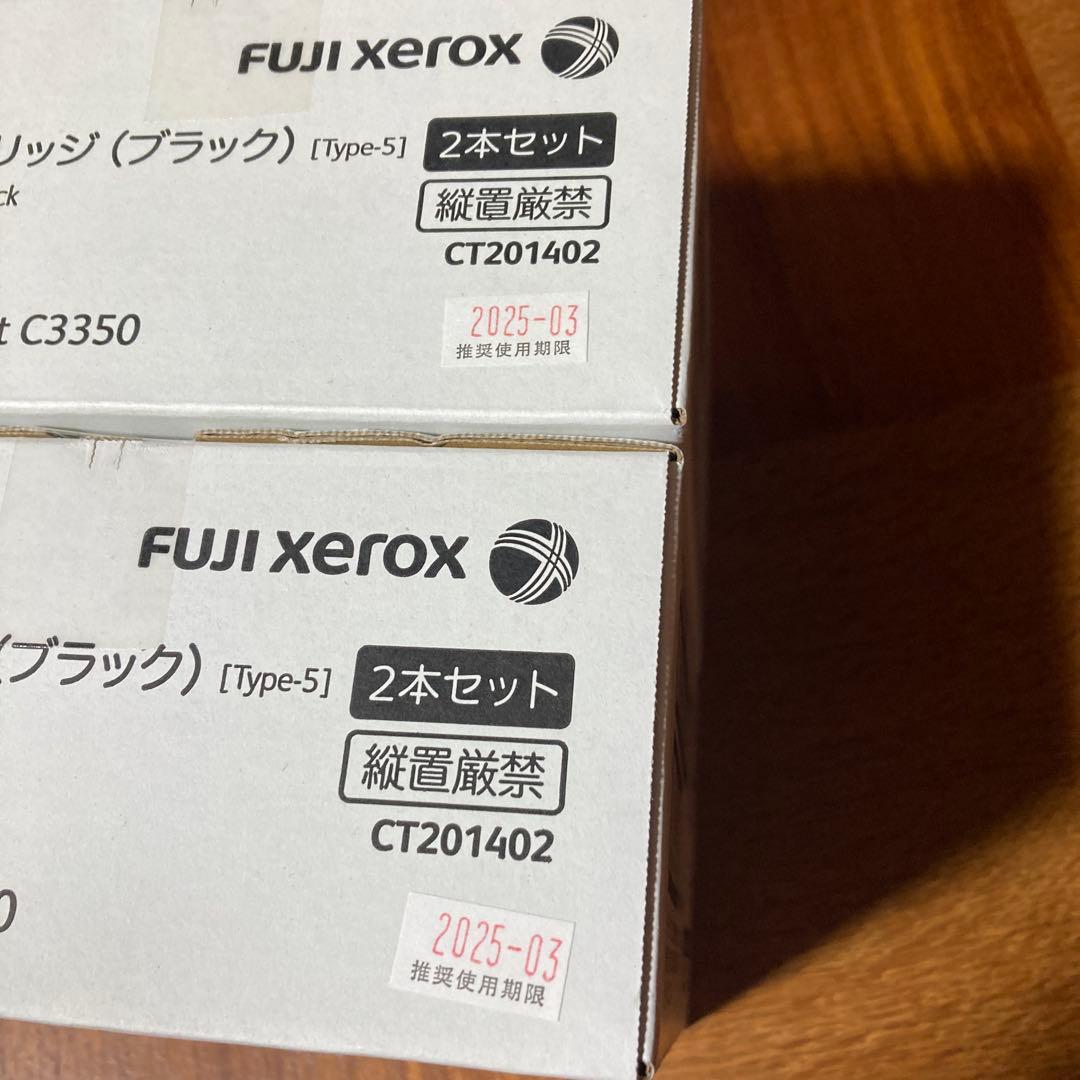 FUJI xerox
リッジ (ブラック) [Type-5] 2本セット
ck
縦置厳禁
CT201402
t C3350
2025-03
推奨使用期限
FUJI xerox
(ブラック) [Type-5] 2本セット
縦置厳禁
CT201402
0
2025-03
推奨使用期限